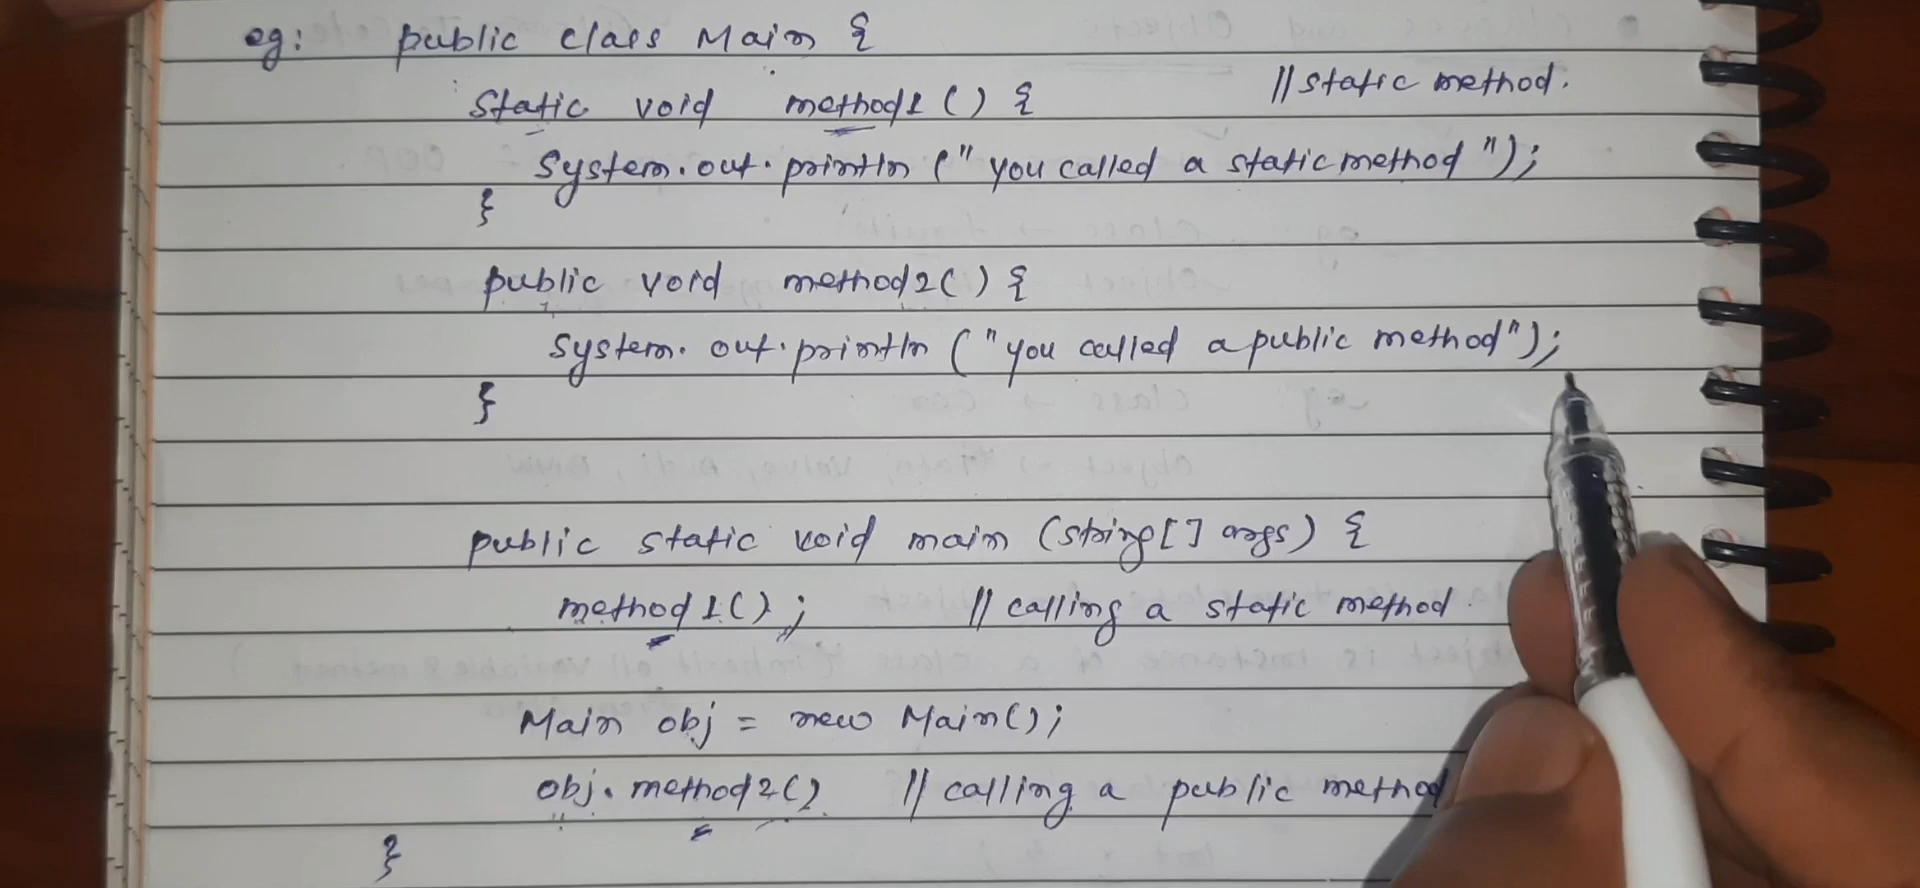 eg: public class Main {
static void method1 () { // static method.
System.out.println (" you called a static method ");
}
public void method2() {
System.out.println ("you called a public method");
}
public static void main (string[] args) {
method1(); // calling a static method
Main obj = new Main();
obj.method2() // calling a public method
}